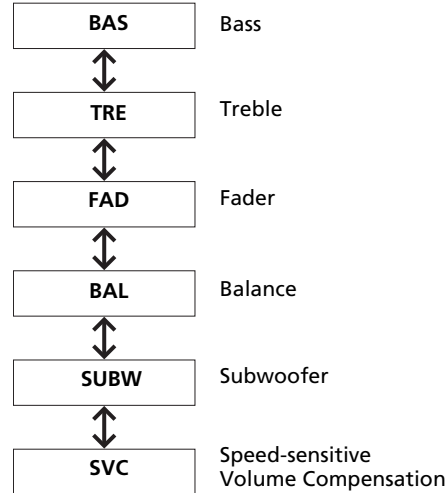 BAS Bass
TRE Treble
FAD Fader
BAL Balance
SUBW Subwoofer
SVC Speed-sensitive
Volume Compensation